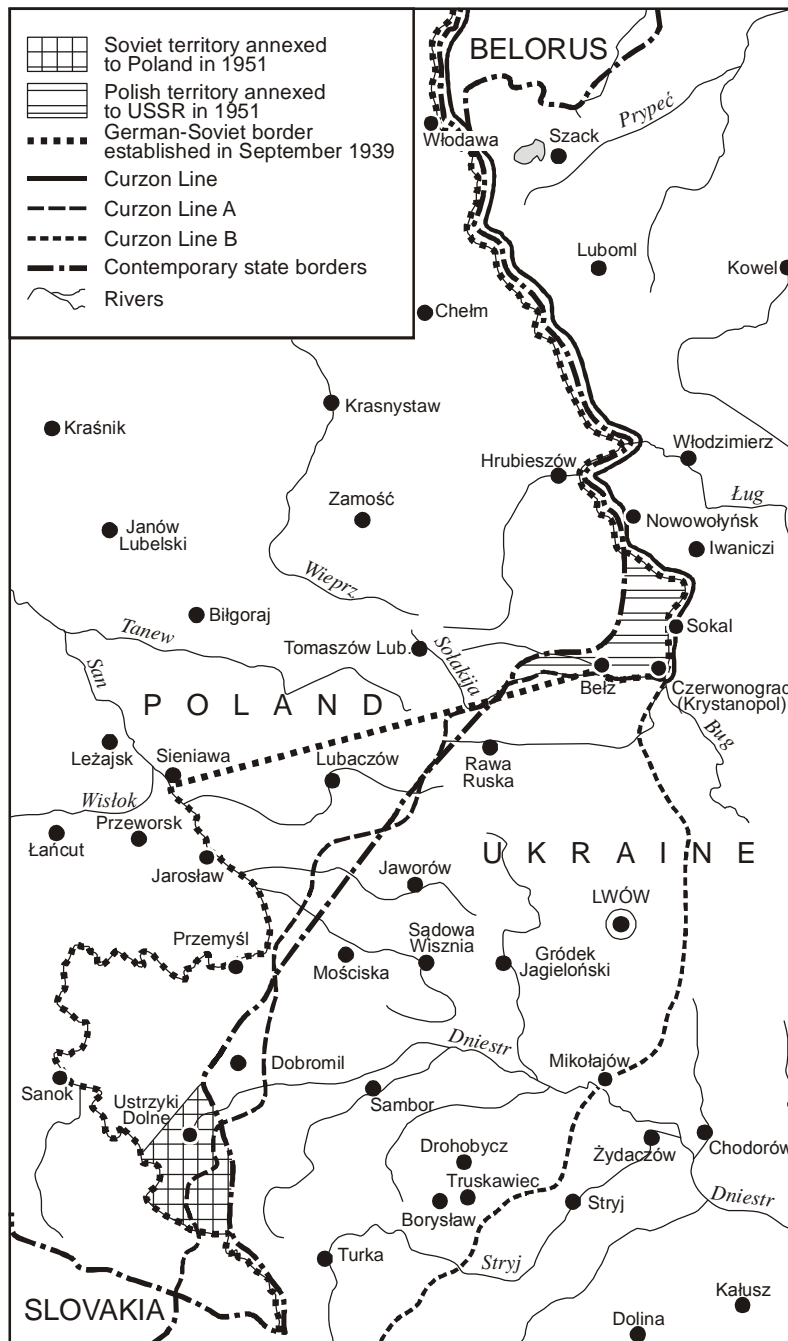 Soviet territory annexed
to Poland in 1951
Polish territory annexed
to USSR in 1951
German-Soviet border
established in September 1939
Curzon Line
Curzon Line A
Curzon Line B
Contemporary state borders
Rivers
BELORUS
Włodawa
Szack
Prypeć
Luboml
Kowel
Chełm
Krasnystaw
Kraśnik
Włodzimierz
Hrubieszów
Ług
Zamość
Nowowołyńsk
Janów
Lubelski
Iwaniczi
Wieprz
Biłgoraj
Tanew
Sokal
Tomaszów Lub.
Sołakija
San
Bełz
Czerwonograd
(Krystanopol)
POLAND
Bug
Leżajsk
Sieniawa
Lubaczów
Rawa
Ruska
Wisłok
Przeworsk
Łańcut
Jarosław
UKRAINE
Jaworów
LWÓW
Przemyśl
Mościska
Sądowa
Wisznia
Gródek
Jagieloński
Dniestr
Dobromil
Mikołajów
Sanok
Ustrzyki
Dolne
Sambor
Drohobycz
Żydaczów
Chodorów
Truskawiec
Borysław
Stryj
Dniestr
Turka
Stryj
SLOVAKIA
Kałusz
Dolina